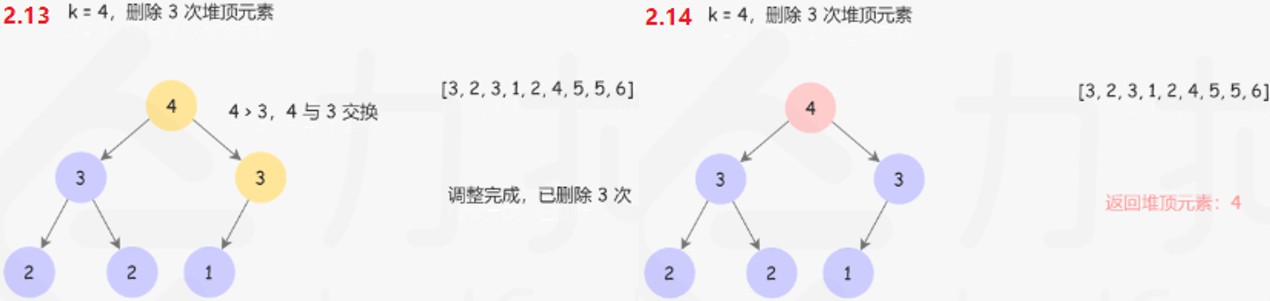 2.13 k = 4，删除 3 次堆顶元素
4
4 > 3，4 与 3 交换
[3, 2, 3, 1, 2, 4, 5, 5, 6]
3
3
调整完成，已删除 3 次
2
2
1
2.14 k = 4，删除 3 次堆顶元素
4
[3, 2, 3, 1, 2, 4, 5, 5, 6]
3
3
返回堆顶元素：4
2
2
1